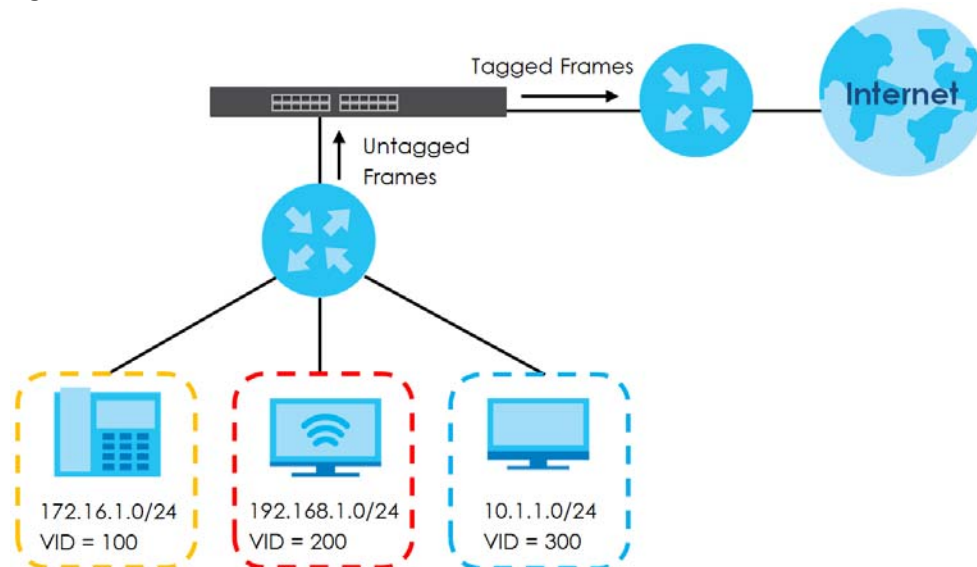 Tagged Frames
Internet
Untagged
Frames
172.16.1.0/24
VID = 100
192.168.1.0/24
VID = 200
10.1.1.0/24
VID = 300